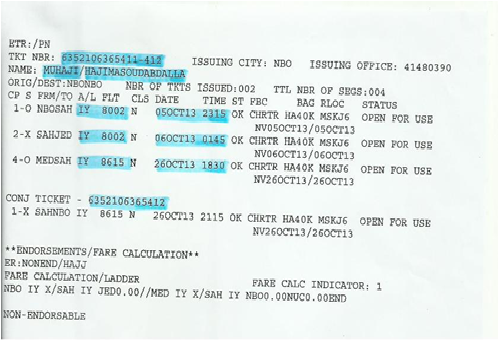 ETR:/PN
TKT NBR: 6352106365411-412 ISSUING CITY: NBO ISSUING OFFICE: 41480390
NAME: MUHAJI/HAJIMASOUDABDALLA
ORIG/DEST:NBONBO NBR OF TKTS ISSUED:002 TTL NBR OF SEGS:004
CP S FRM/TO A/L FLT CLS DATE TIME ST FBC BAG RLOC STATUS
1-O NBOSAH IY 8002 N 05OCT13 2315 OK CHRTR HA40K MSKJ6 OPEN FOR USE
NV05OCT13/05OCT13
2-X SAHJED IY 8002 N 06OCT13 0145 OK CHRTR HA40K MSKJ6 OPEN FOR USE
NV06OCT13/06OCT13
4-O MEDSAH IY 8615 N 26OCT13 1830 OK CHRTR HA40K MSKJ6 OPEN FOR USE
NV26OCT13/26OCT13
CONJ TICKET - 6352106365412
1-X SAHNBO IY 8615 N 26OCT13 2115 OK CHRTR HA40K MSKJ6 OPEN FOR USE
NV26OCT13/26OCT13
**ENDORSEMENTS/FARE CALCULATION**
ER:NONEND/HAJJ
FARE CALCULATION/LADDER FARE CALC INDICATOR: 1
NBO IY X/SAH IY JED0.00//MED IY X/SAH IY NBO0.00NUC0.00END
NON-ENDORSABLE